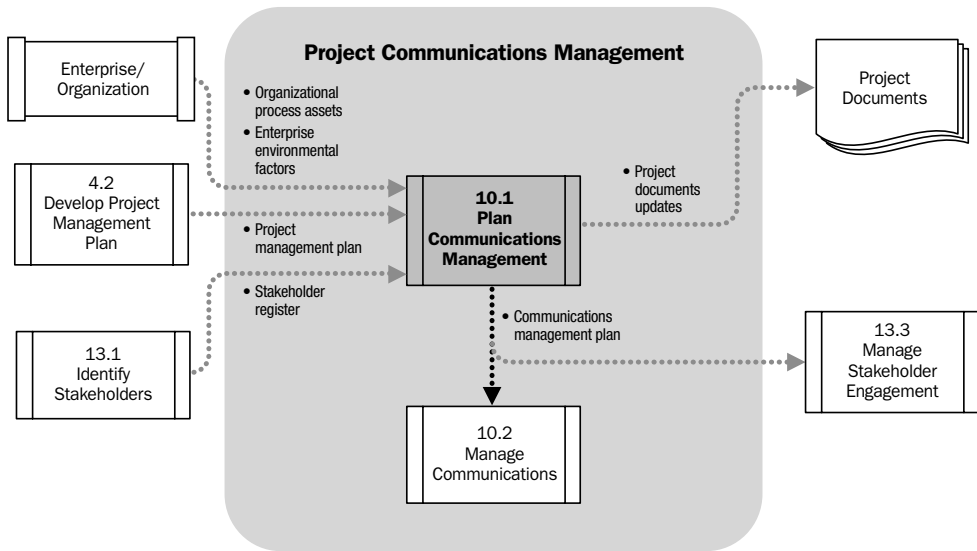 Project Communications Management
Enterprise/
Organization
• Organizational
process assets
• Enterprise
environmental
factors
Project
Documents
4.2
Develop Project
Management
Plan
• Project
management plan
10.1
Plan
Communications
Management
• Project
documents
updates
• Stakeholder
register
13.1
Identify
Stakeholders
• Communications
management plan
13.3
Manage
Stakeholder
Engagement
10.2
Manage
Communications